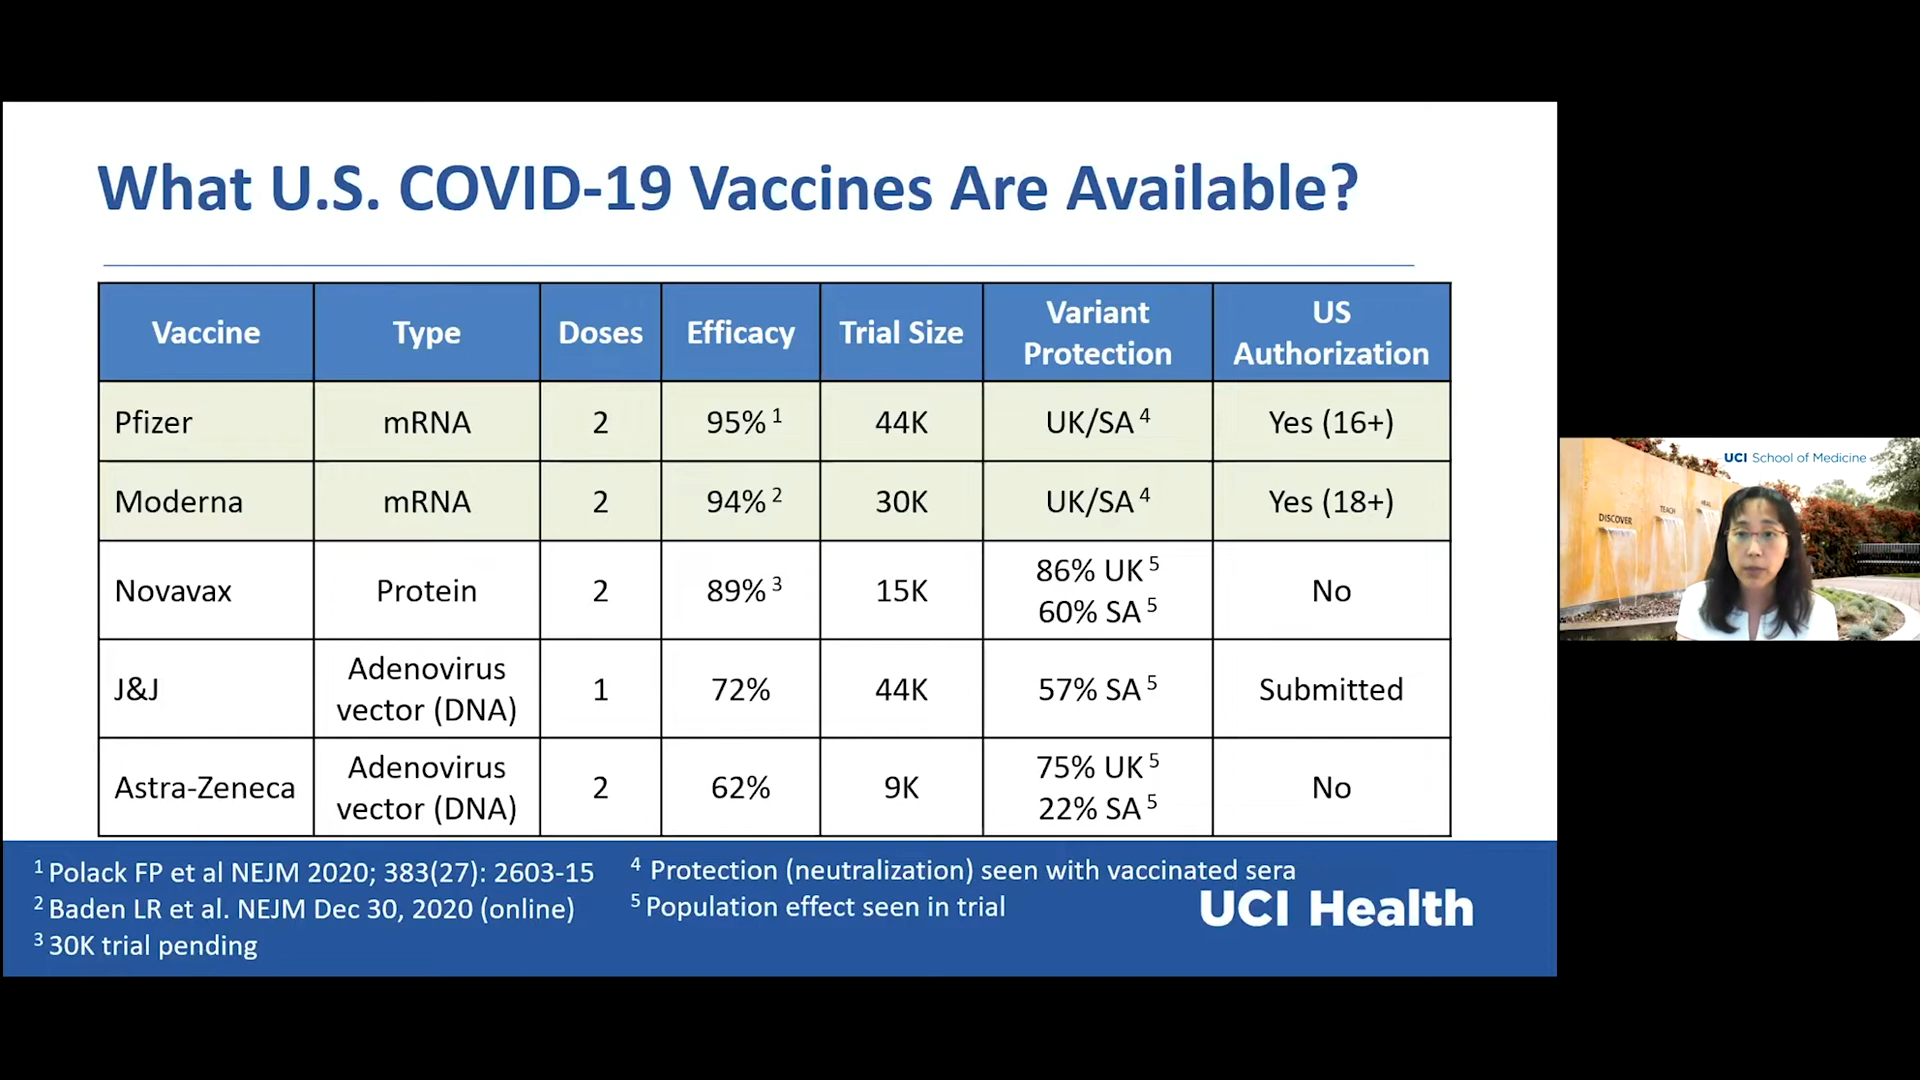 What U.S. COVID-19 Vaccines Are Available?
Vaccine Type Doses Efficacy Trial Size Variant Protection US Authorization
Pfizer mRNA 2 95% 1 44K UK/SA 4 Yes (16+)
Moderna mRNA 2 94% 2 30K UK/SA 4 Yes (18+)
Novavax Protein 2 89% 3 15K 86% UK 5 60% SA 5 No
J&J Adenovirus vector (DNA) 1 72% 44K 57% SA 5 Submitted
Astra-Zeneca Adenovirus vector (DNA) 2 62% 9K 75% UK 5 22% SA 5 No
1 Polack FP et al NEJM 2020; 383(27): 2603-15
2 Baden LR et al. NEJM Dec 30, 2020 (online)
3 30K trial pending
4 Protection (neutralization) seen with vaccinated sera
5 Population effect seen in trial
UCI Health
UCI School of Medicine
DISCOVER
TEACH
HEAL